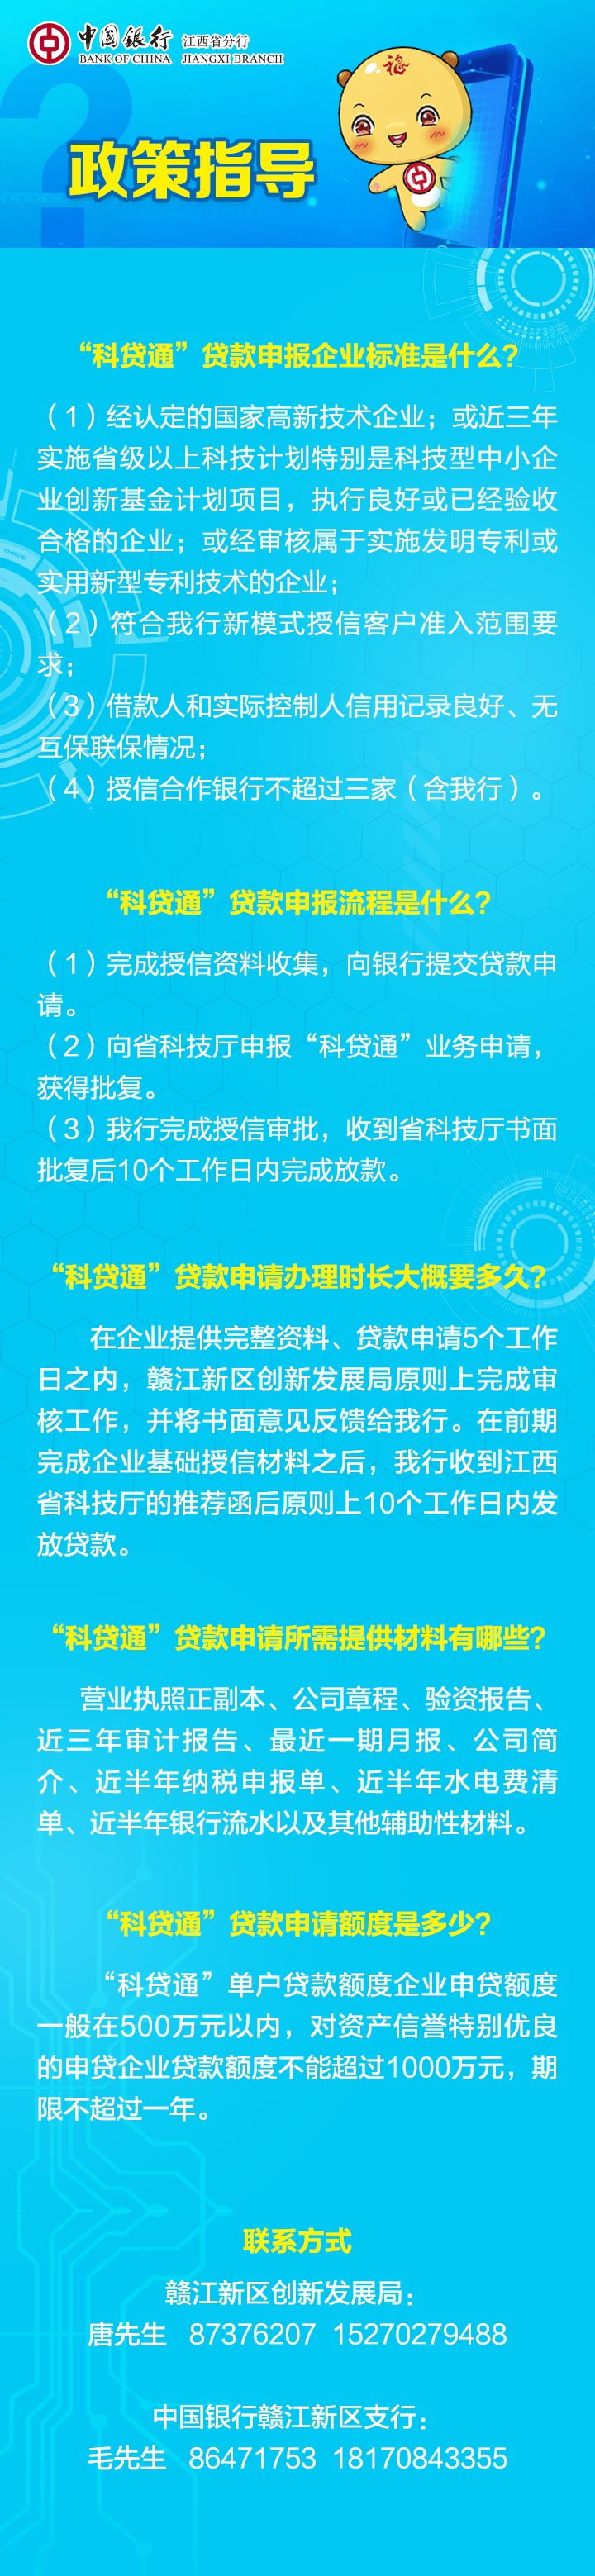 中国银行 江西省分行
BANK OF CHINA JIANGXI BRANCH
福
政策指导
“科贷通”贷款申报企业标准是什么?
（1）经认定的国家高新技术企业；或近三年
实施省级以上科技计划特别是科技型中小企
业创新基金计划项目，执行良好或已经验收
合格的企业；或经审核属于实施发明专利或
实用新型专利技术的企业；
（2）符合我行新模式授信客户准入范围要
求；
（3）借款人和实际控制人信用记录良好、无
互保联保情况；
（4）授信合作银行不超过三家（含我行）。
“科贷通”贷款申报流程是什么?
（1）完成授信资料收集，向银行提交贷款申
请。
（2）向省科技厅申报“科贷通”业务申请，
获得批复。
（3）我行完成授信审批，收到省科技厅书面
批复后10个工作日内完成放款。
“科贷通”贷款申请办理时长大概要多久?
在企业提供完整资料、贷款申请5个工作
日之内，赣江新区创新发展局原则上完成审
核工作，并将书面意见反馈给我行。在前期
完成企业基础授信材料之后，我行收到江西
省科技厅的推荐函后原则上10个工作日内发
放贷款。
“科贷通”贷款申请所需提供材料有哪些?
营业执照正副本、公司章程、验资报告、
近三年审计报告、最近一期月报、公司简
介、近半年纳税申报单、近半年水电费清
单、近半年银行流水以及其他辅助性材料。
“科贷通”贷款申请额度是多少?
“科贷通”单户贷款额度企业申贷额度
一般在500万元以内，对资产信誉特别优良
的申贷企业贷款额度不能超过1000万元，期
限不超过一年。
联系方式
赣江新区创新发展局：
唐先生 87376207 15270279488
中国银行赣江新区支行：
毛先生 86471753 18170843355